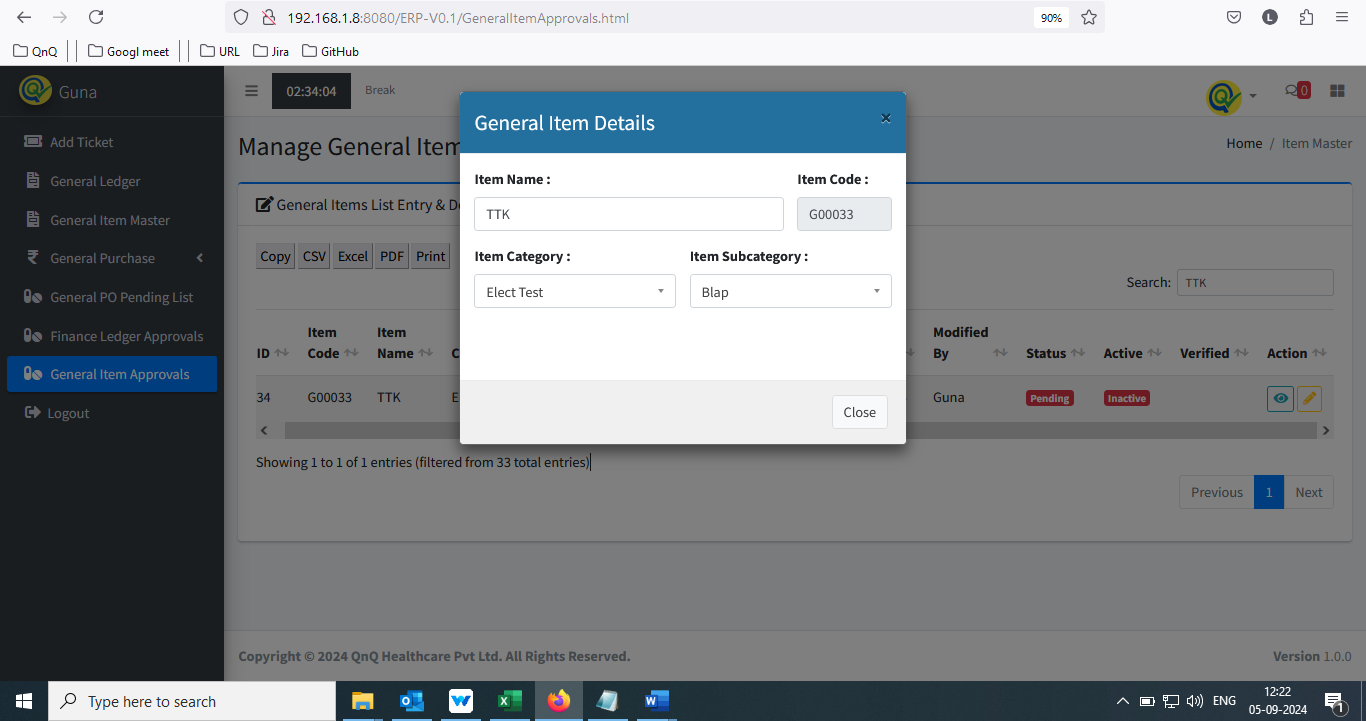 192.168.1.8:8080/ERP-V0.1/GeneralItemApprovals.html
90%
L
QnQ
Googl meet
URL
Jira
GitHub
Guna
02:34:04
Break
0
Add Ticket
General Ledger
General Item Master
General Purchase
General PO Pending List
Finance Ledger Approvals
General Item Approvals
Logout
Manage General Item
Home / Item Master
General Items List Entry & D
Copy CSV Excel PDF Print
Search: TTK
General Item Details
×
Item Name :
Item Code :
TTK
G00033
Item Category :
Item Subcategory :
Elect Test
Blap
Close
ID
Item Code
Item Name
C
Modified By
Status
Active
Verified
Action
34
G00033
TTK
E
Guna
Pending
Inactive
Showing 1 to 1 of 1 entries (filtered from 33 total entries)
Previous 1 Next
Copyright © 2024 QnQ Healthcare Pvt Ltd. All Rights Reserved.
Version 1.0.0
Type here to search
ENG
12:22
05-09-2024
1